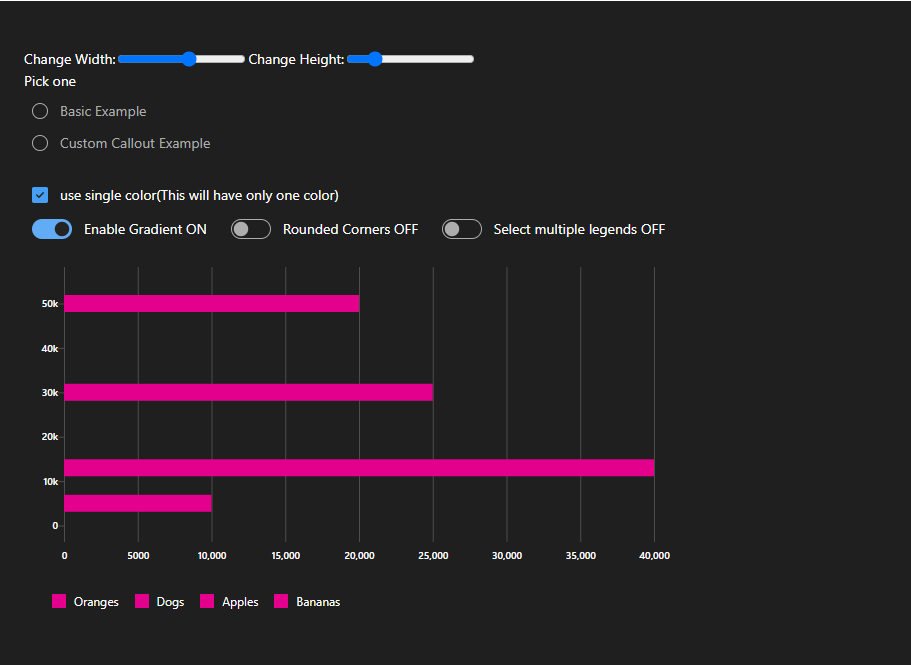 Change Width: Change Height:
Pick one
Basic Example
Custom Callout Example
use single color(This will have only one color)
Enable Gradient ON Rounded Corners OFF Select multiple legends OFF
50k
40k
30k
20k
10k
0
0 5000 10,000 15,000 20,000 25,000 30,000 35,000 40,000
Oranges Dogs Apples Bananas